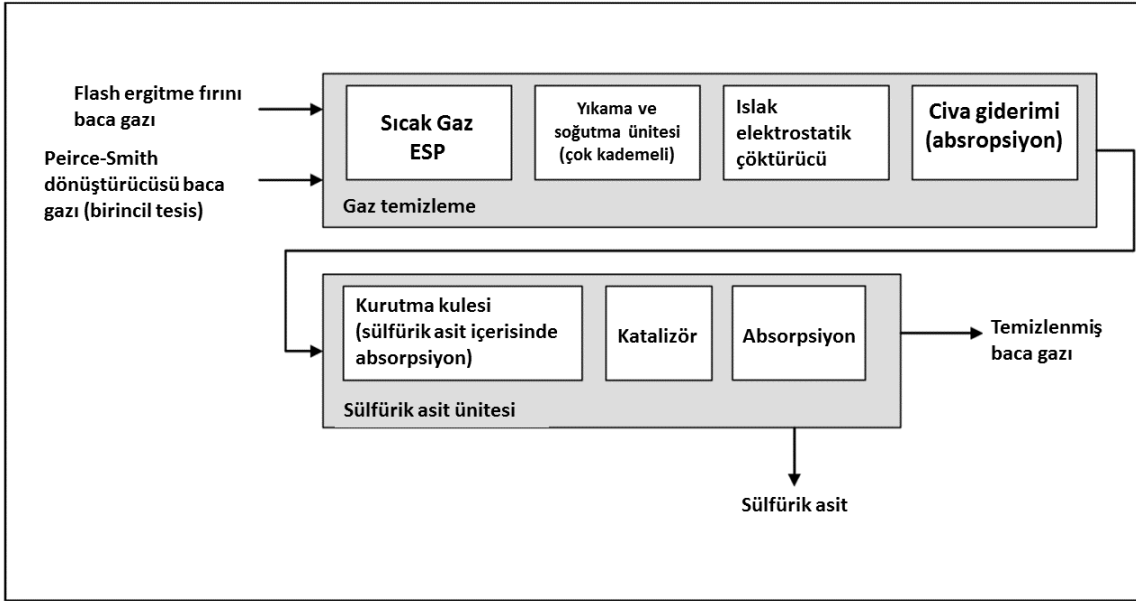 Flash ergitme fırını
baca gazı
Peirce-Smith
dönüştürücüsü baca
gazı (birincil tesis)
Sıcak Gaz
ESP
Yıkama ve
soğutma ünitesi
(çok kademeli)
Islak
elektrostatik
çöktürücü
Civa giderimi
(absropsiyon)
Gaz temizleme
Kurutma kulesi
(sülfürik asit içerisinde
absorpsiyon)
Katalizör
Absorpsiyon
Sülfürik asit ünitesi
Temizlenmiş
baca gazı
Sülfürik asit